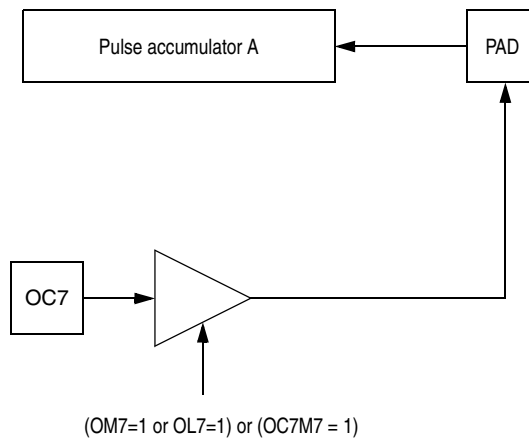 Pulse accumulator A
PAD
OC7
(OM7=1 or OL7=1) or (OC7M7 = 1)